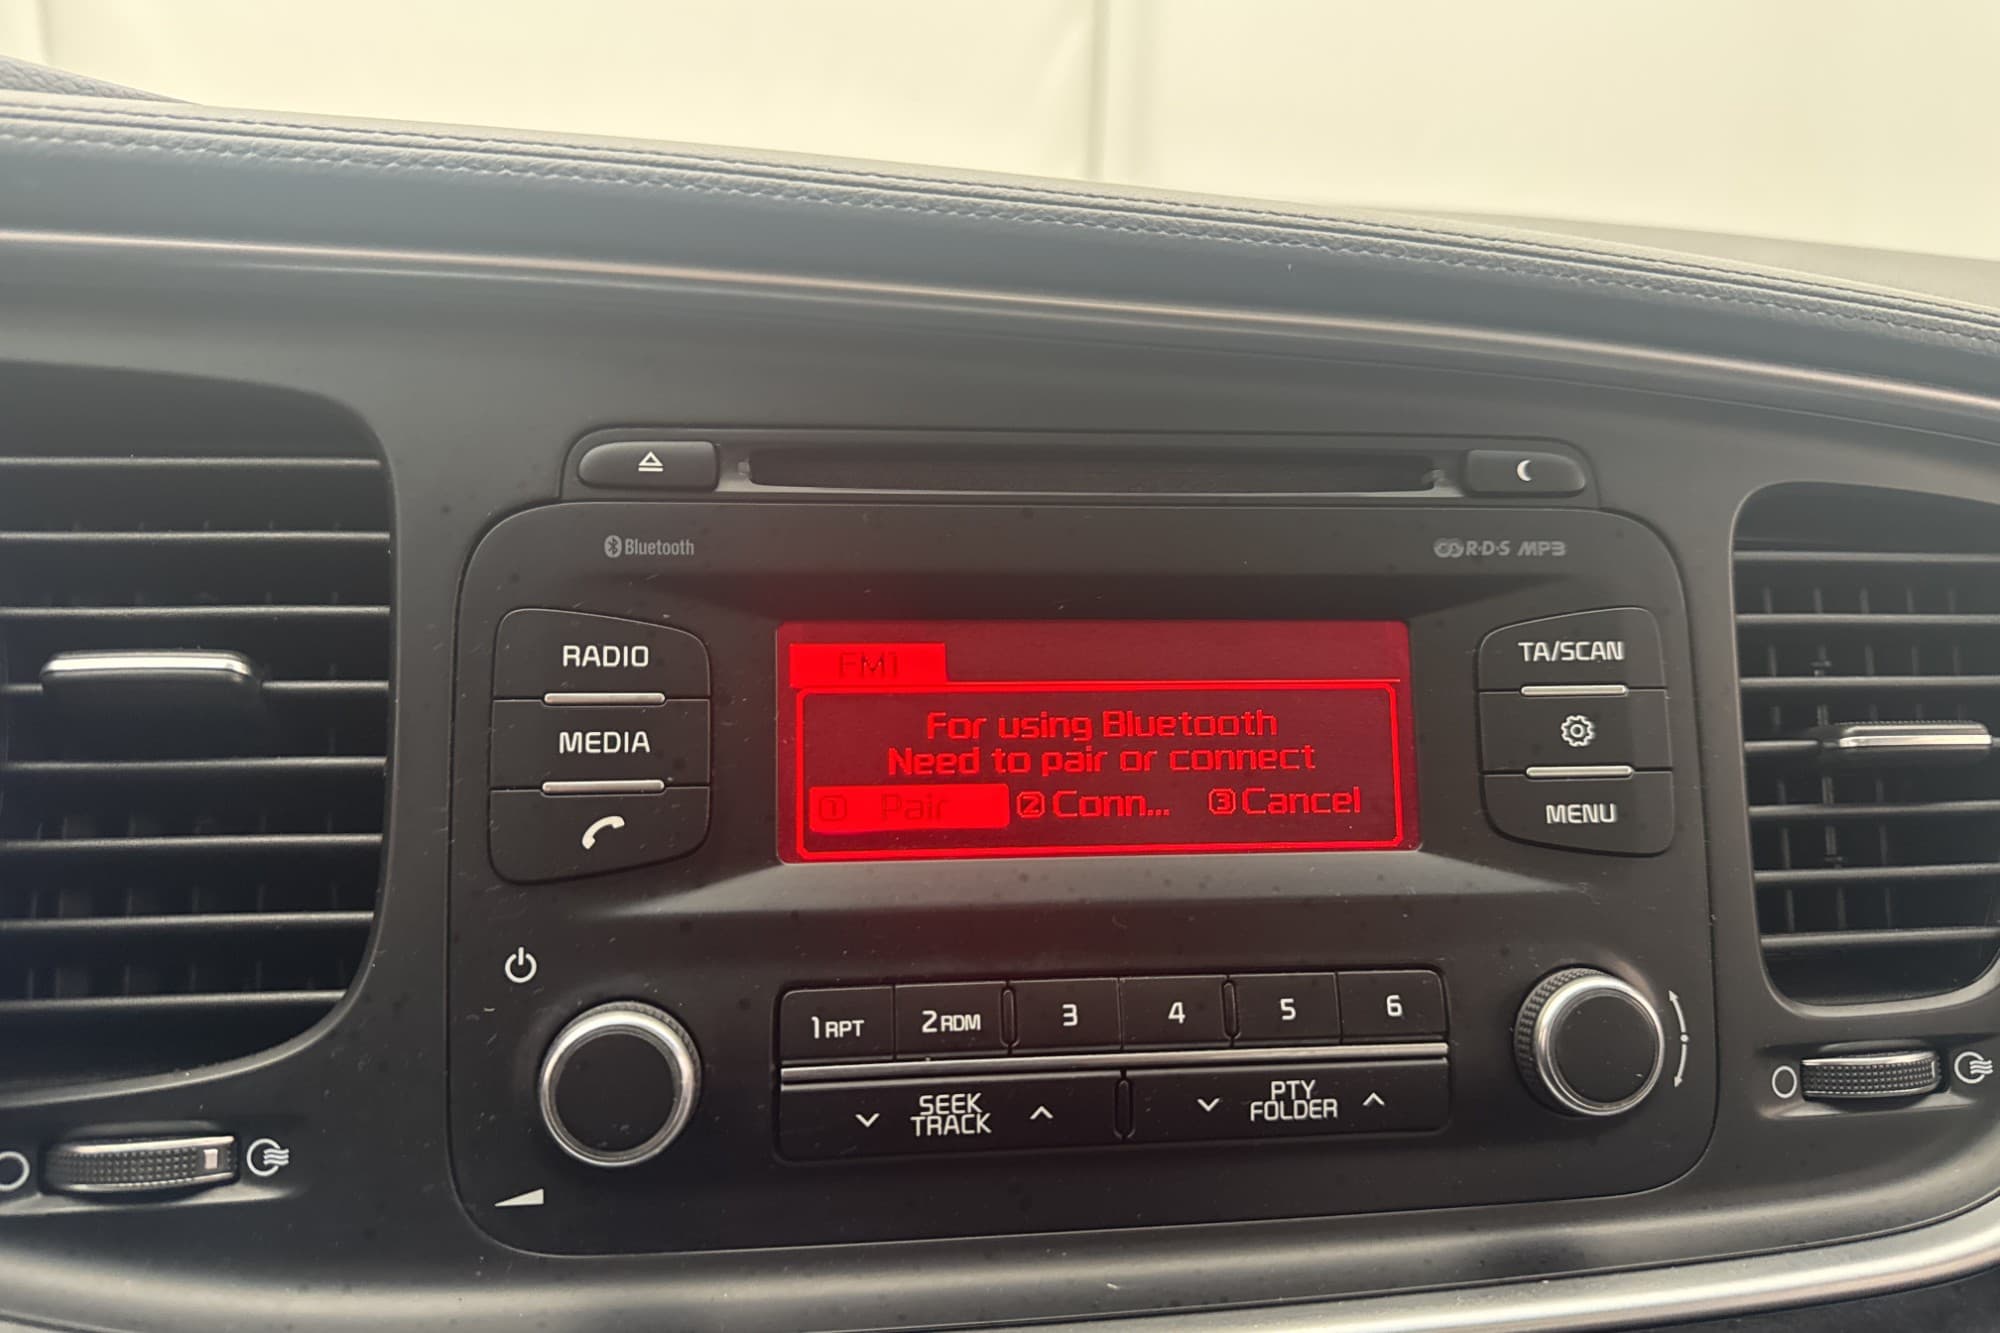 Bluetooth
R·D·S MP3
RADIO
MEDIA
TA/SCAN
MENU
FM1
For using Bluetooth
Need to pair or connect
1 Pair 2 Conn... 3 Cancel
1 RPT 2 RDM 3 4 5 6
SEEK
TRACK
PTY
FOLDER